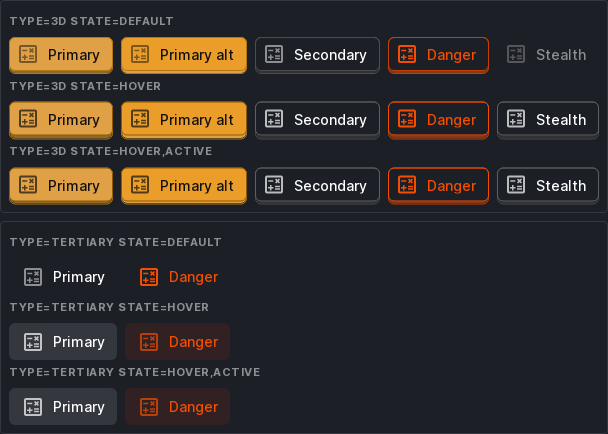 TYPE=3D STATE=DEFAULT
Primary Primary alt Secondary Danger Stealth
TYPE=3D STATE=HOVER
Primary Primary alt Secondary Danger Stealth
TYPE=3D STATE=HOVER,ACTIVE
Primary Primary alt Secondary Danger Stealth
TYPE=TERTIARY STATE=DEFAULT
Primary Danger
TYPE=TERTIARY STATE=HOVER
Primary Danger
TYPE=TERTIARY STATE=HOVER,ACTIVE
Primary Danger